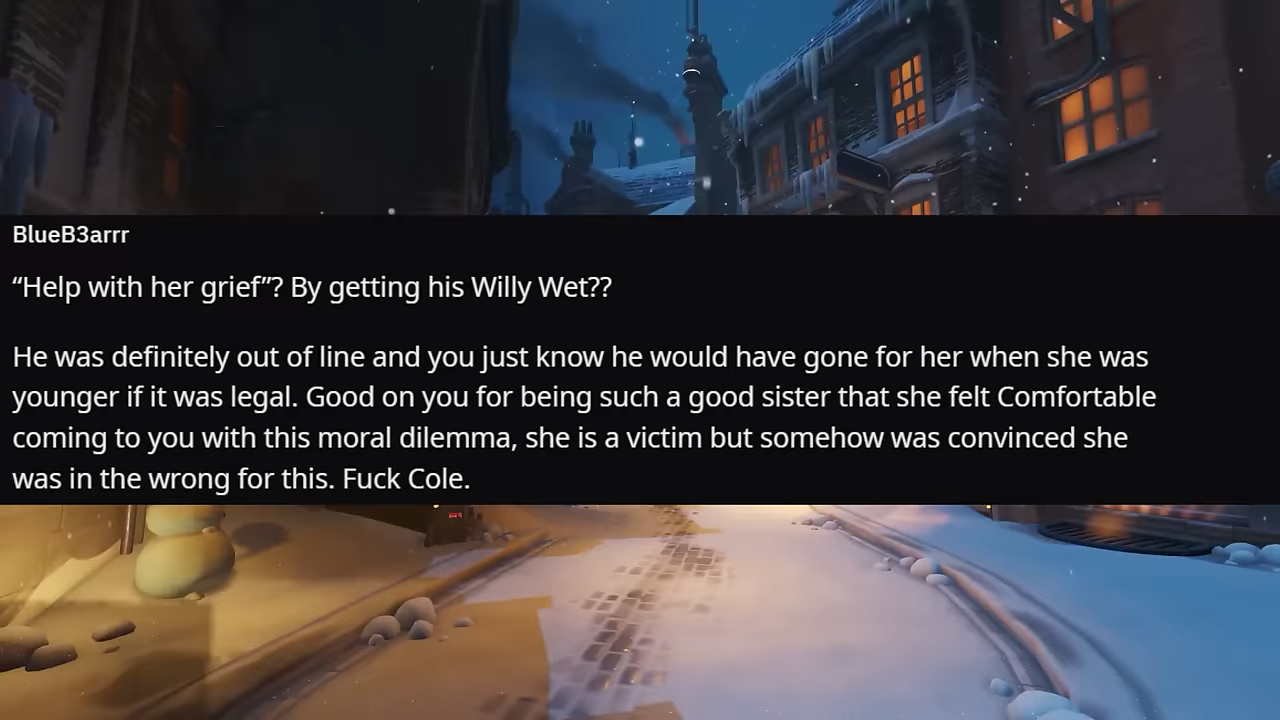 BlueB3arrr
“Help with her grief”? By getting his Willy Wet??
He was definitely out of line and you just know he would have gone for her when she was
younger if it was legal. Good on you for being such a good sister that she felt Comfortable
coming to you with this moral dilemma, she is a victim but somehow was convinced she
was in the wrong for this. Fuck Cole.